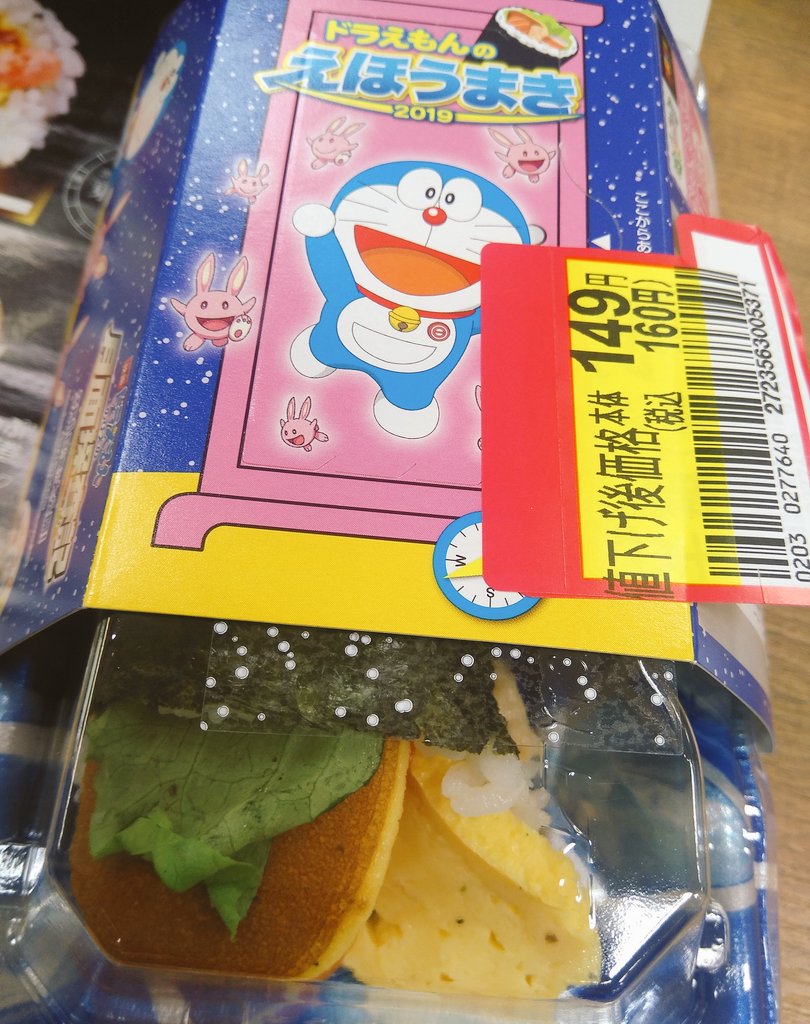 ドラえもんの
えほうまき
2019
値下げ後価格 本体 149円
(税込 160円)
2723563005371
0203 0277640
W
S